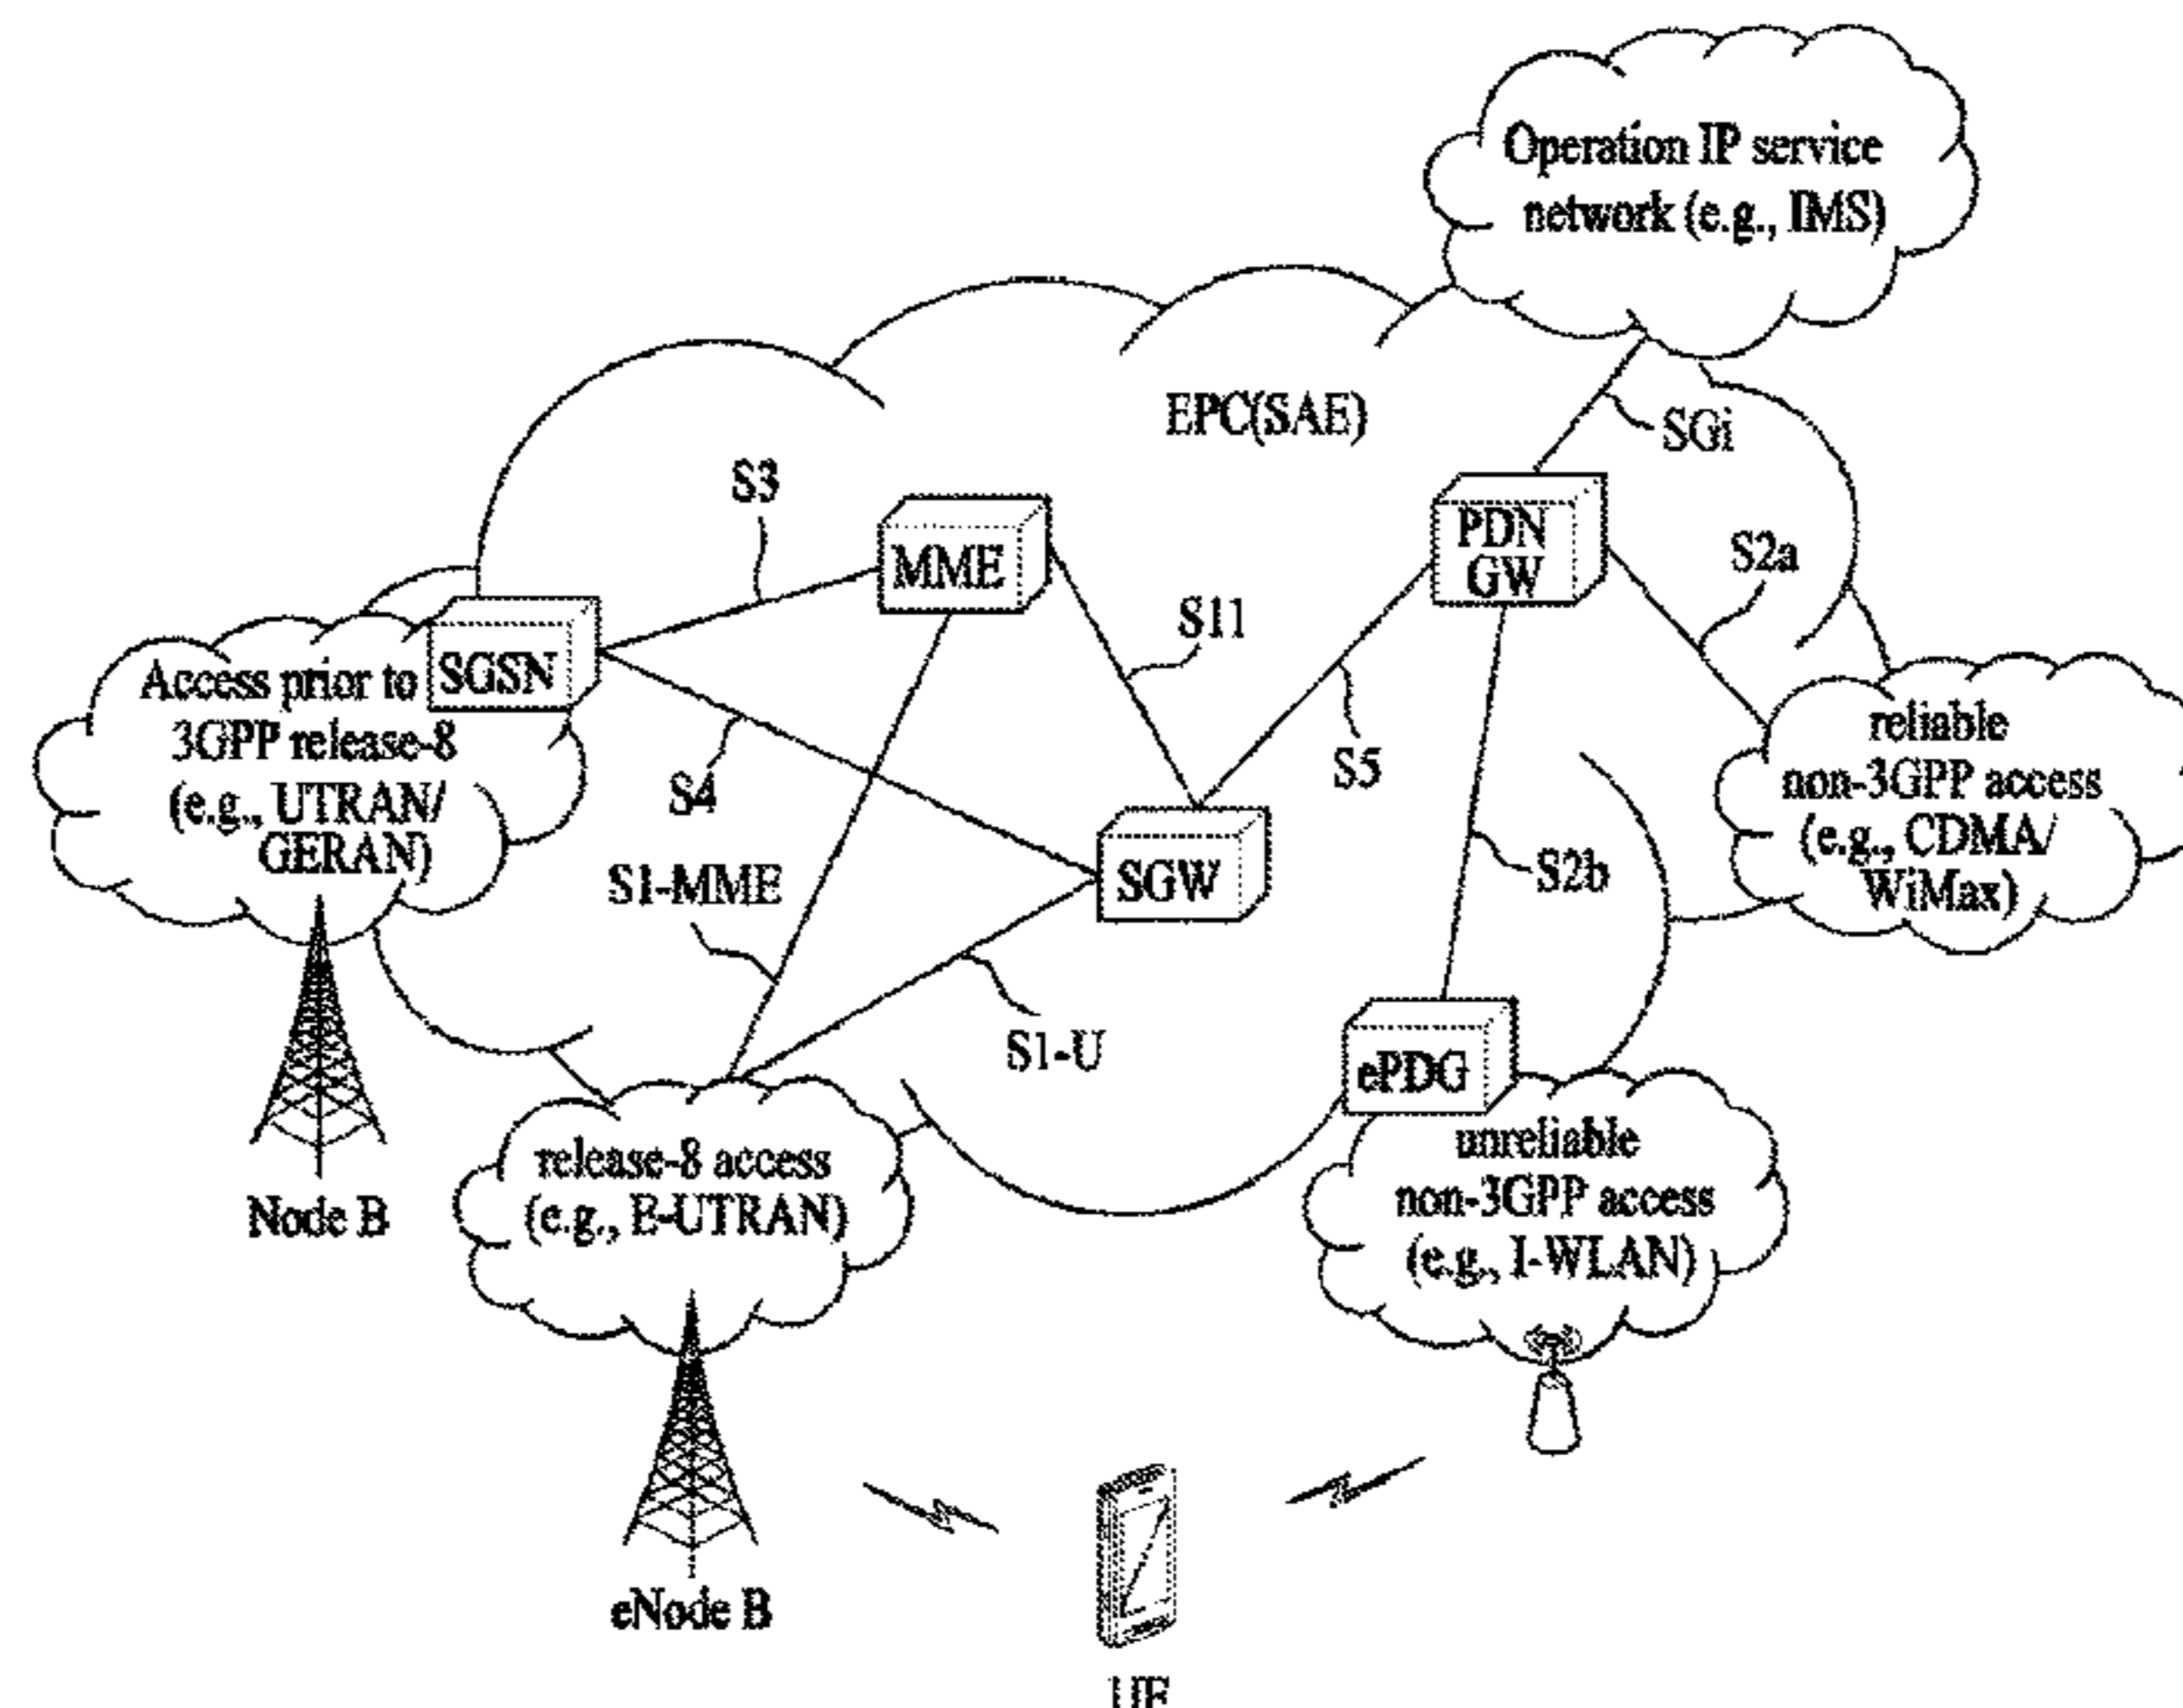 Operation IP service
network (e.g., IMS)
EPC(SAE)
SGi
S3
MME
PDN
GW
S2a
S11
SGSN
Access prior to
3GPP release-8
(e.g., UTRAN/
GERAN)
S4
S5
reliable
non-3GPP access
(e.g., CDMA/
WiMax)
S1-MME
SGW
S2b
S1-U
ePDG
Node B
release-8 access
(e.g., E-UTRAN)
unreliable
non-3GPP access
(e.g., I-WLAN)
eNode B
UE